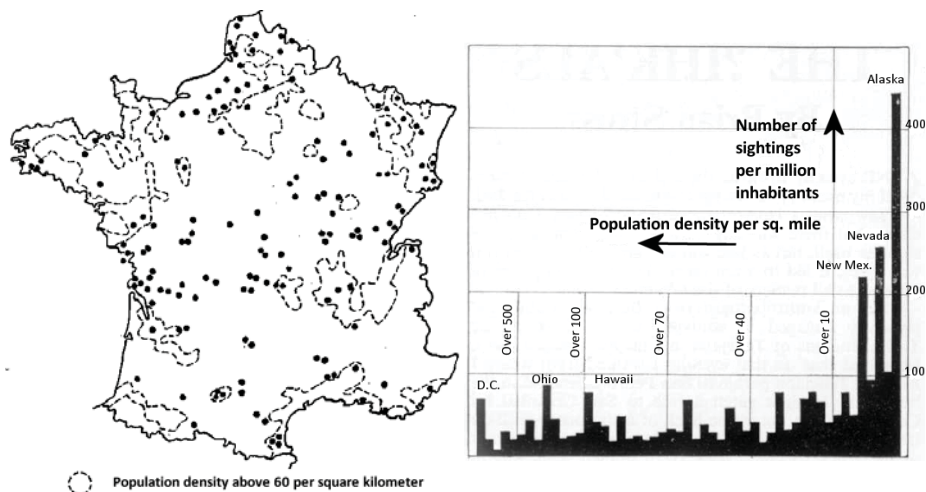 Population density above 60 per square kilometer
Alaska
400
Number of
sightings
per million
inhabitants
300
Population density per sq. mile
Nevada
New Mex.
200
Over 500
Over 100
Over 70
Over 40
Over 10
100
D.C.
Ohio
Hawaii